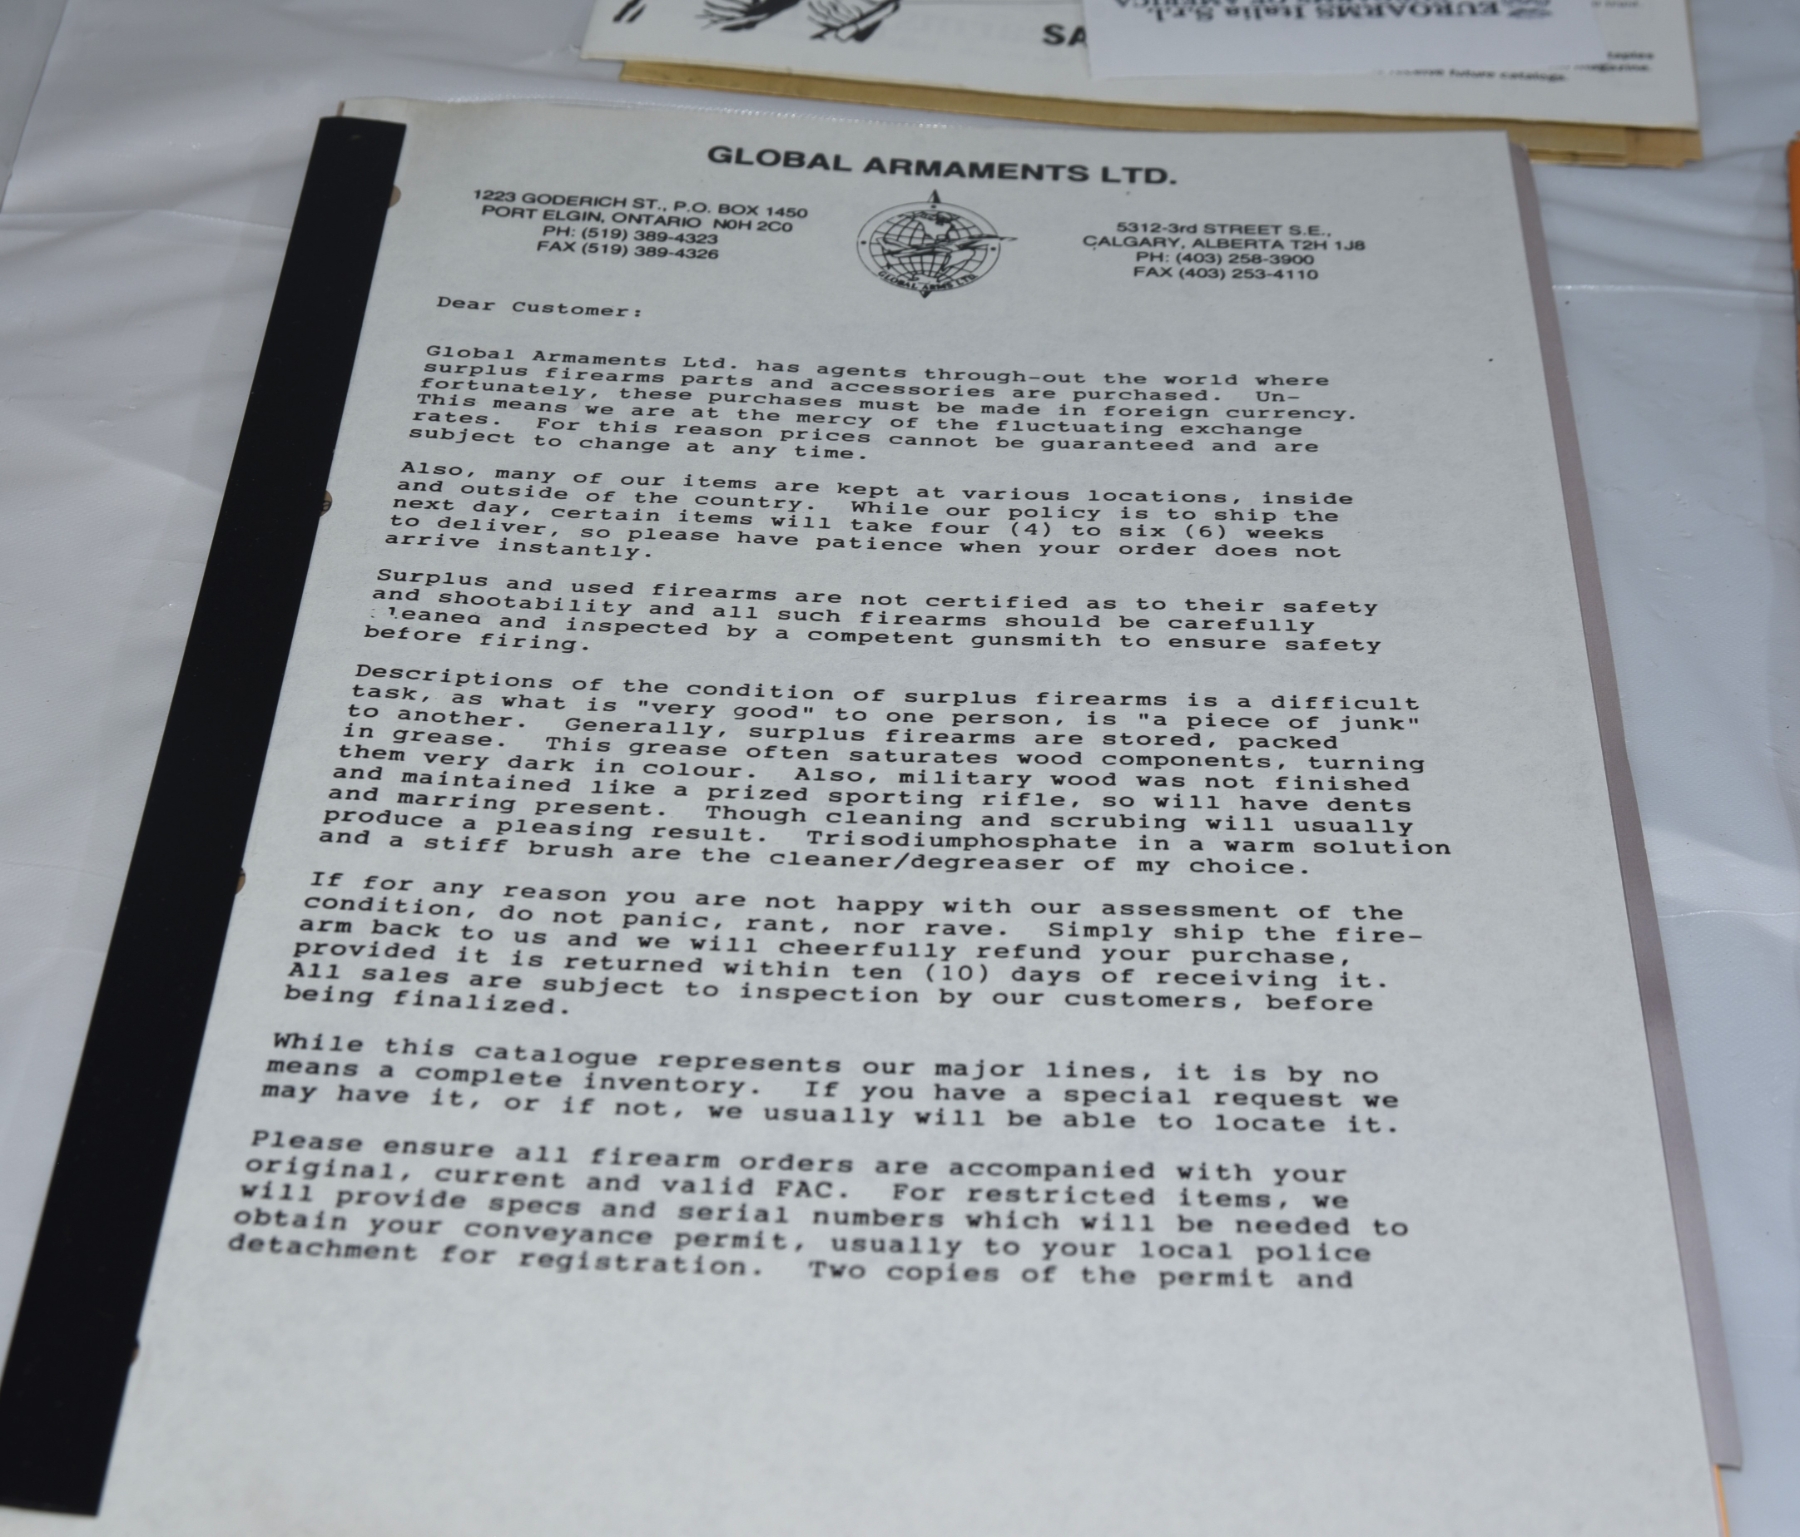 SA
EUROARMS Italia S.r.l.
receive future catalogs.
magazine.
GLOBAL ARMAMENTS LTD.
1223 GODERICH ST., P.O. BOX 1450
PORT ELGIN, ONTARIO N0H 2C0
PH: (519) 389-4323
FAX (519) 389-4326
GLOBAL ARMS LTD.
5312-3rd STREET S.E.,
CALGARY, ALBERTA T2H 1J8
PH: (403) 258-3900
FAX (403) 253-4110
Dear Customer:
Global Armaments Ltd. has agents through-out the world where
surplus firearms parts and accessories are purchased. Un-
fortunately, these purchases must be made in foreign currency.
This means we are at the mercy of the fluctuating exchange
rates. For this reason prices cannot be guaranteed and are
subject to change at any time.
Also, many of our items are kept at various locations, inside
and outside of the country. While our policy is to ship the
next day, certain items will take four (4) to six (6) weeks
to deliver, so please have patience when your order does not
arrive instantly.
Surplus and used firearms are not certified as to their safety
and shootability and all such firearms should be carefully
leaned and inspected by a competent gunsmith to ensure safety
before firing.
Descriptions of the condition of surplus firearms is a difficult
task, as what is "very good" to one person, is "a piece of junk"
to another. Generally, surplus firearms are stored, packed
in grease. This grease often saturates wood components, turning
them very dark in colour. Also, military wood was not finished
and maintained like a prized sporting rifle, so will have dents
and marring present. Though cleaning and scrubing will usually
produce a pleasing result. Trisodiumphosphate in a warm solution
and a stiff brush are the cleaner/degreaser of my choice.
If for any reason you are not happy with our assessment of the
condition, do not panic, rant, nor rave. Simply ship the fire-
arm back to us and we will cheerfully refund your purchase,
provided it is returned within ten (10) days of receiving it.
All sales are subject to inspection by our customers, before
being finalized.
While this catalogue represents our major lines, it is by no
means a complete inventory. If you have a special request we
may have it, or if not, we usually will be able to locate it.
Please ensure all firearm orders are accompanied with your
original, current and valid FAC. For restricted items, we
will provide specs and serial numbers which will be needed to
obtain your conveyance permit, usually to your local police
detachment for registration. Two copies of the permit and